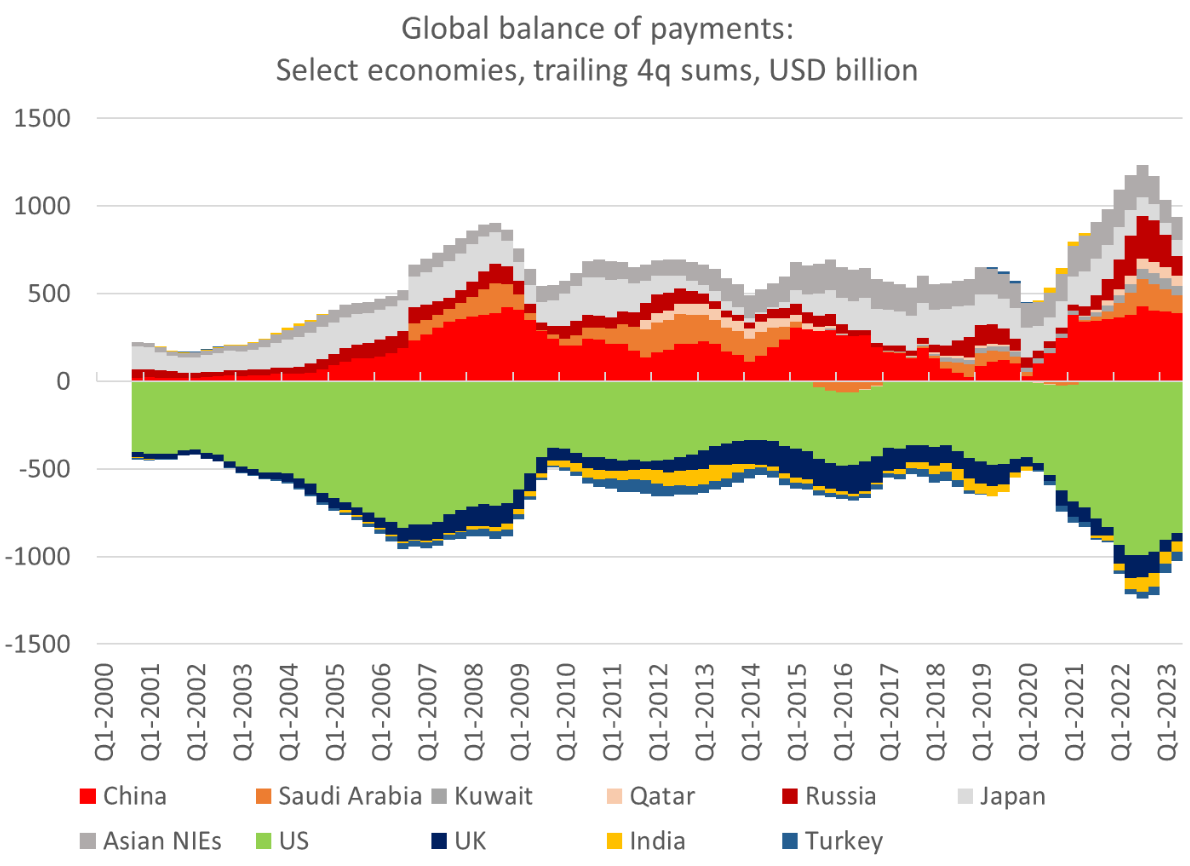 Global balance of payments:
Select economies, trailing 4q sums, USD billion
1500
1000
500
0
-500
-1000
-1500
Q1-2000
Q1-2001
Q1-2002
Q1-2003
Q1-2004
Q1-2005
Q1-2006
Q1-2007
Q1-2008
Q1-2009
Q1-2010
Q1-2011
Q1-2012
Q1-2013
Q1-2014
Q1-2015
Q1-2016
Q1-2017
Q1-2018
Q1-2019
Q1-2020
Q1-2021
Q1-2022
Q1-2023
China Saudi Arabia Kuwait Qatar Russia Japan
Asian NIEs US UK India Turkey